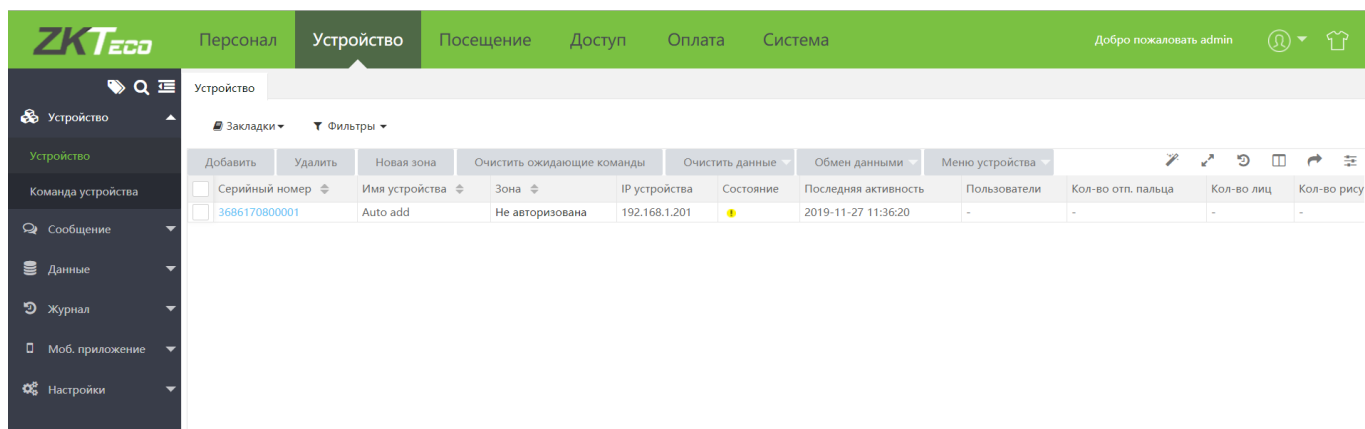 ZKTeco Персонал Устройство Посещение Доступ Оплата Система Добро пожаловать admin
Устройство
Устройство
Закладки Фильтры
Устройство
Добавить Удалить Новая зона Очистить ожидающие команды Очистить данные Обмен данными Меню устройства
Команда устройства
Серийный номер Имя устройства Зона IP устройства Состояние Последняя активность Пользователи Кол-во отп. пальца Кол-во лиц Кол-во рису
3686170800001 Auto add Не авторизована 192.168.1.201 2019-11-27 11:36:20 - - - -
Сообщение
Данные
Журнал
Моб. приложение
Настройки